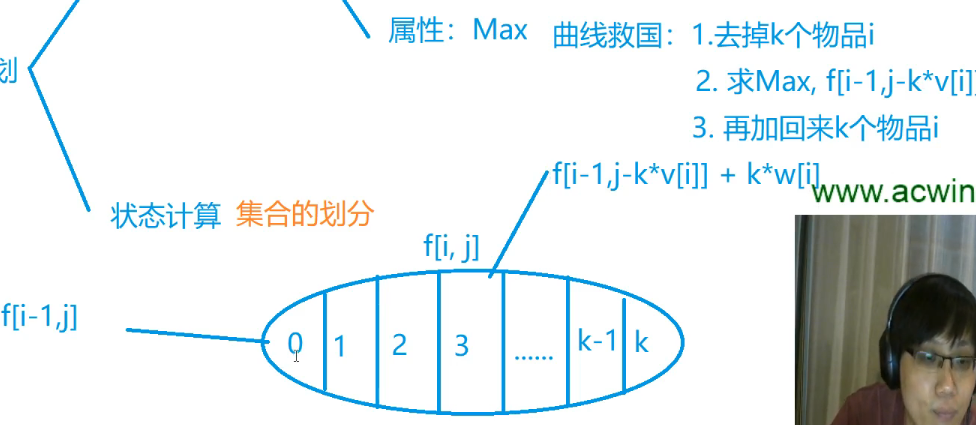 划
属性：Max
曲线救国：1.去掉k个物品i
2. 求Max, f[i-1,j-k*v[i]]
3. 再加回来k个物品i
f[i-1,j-k*v[i]] + k*w[i]
www.acwin
状态计算 集合的划分
f[i, j]
f[i-1,j]
0 1 2 3 ...... k-1 k